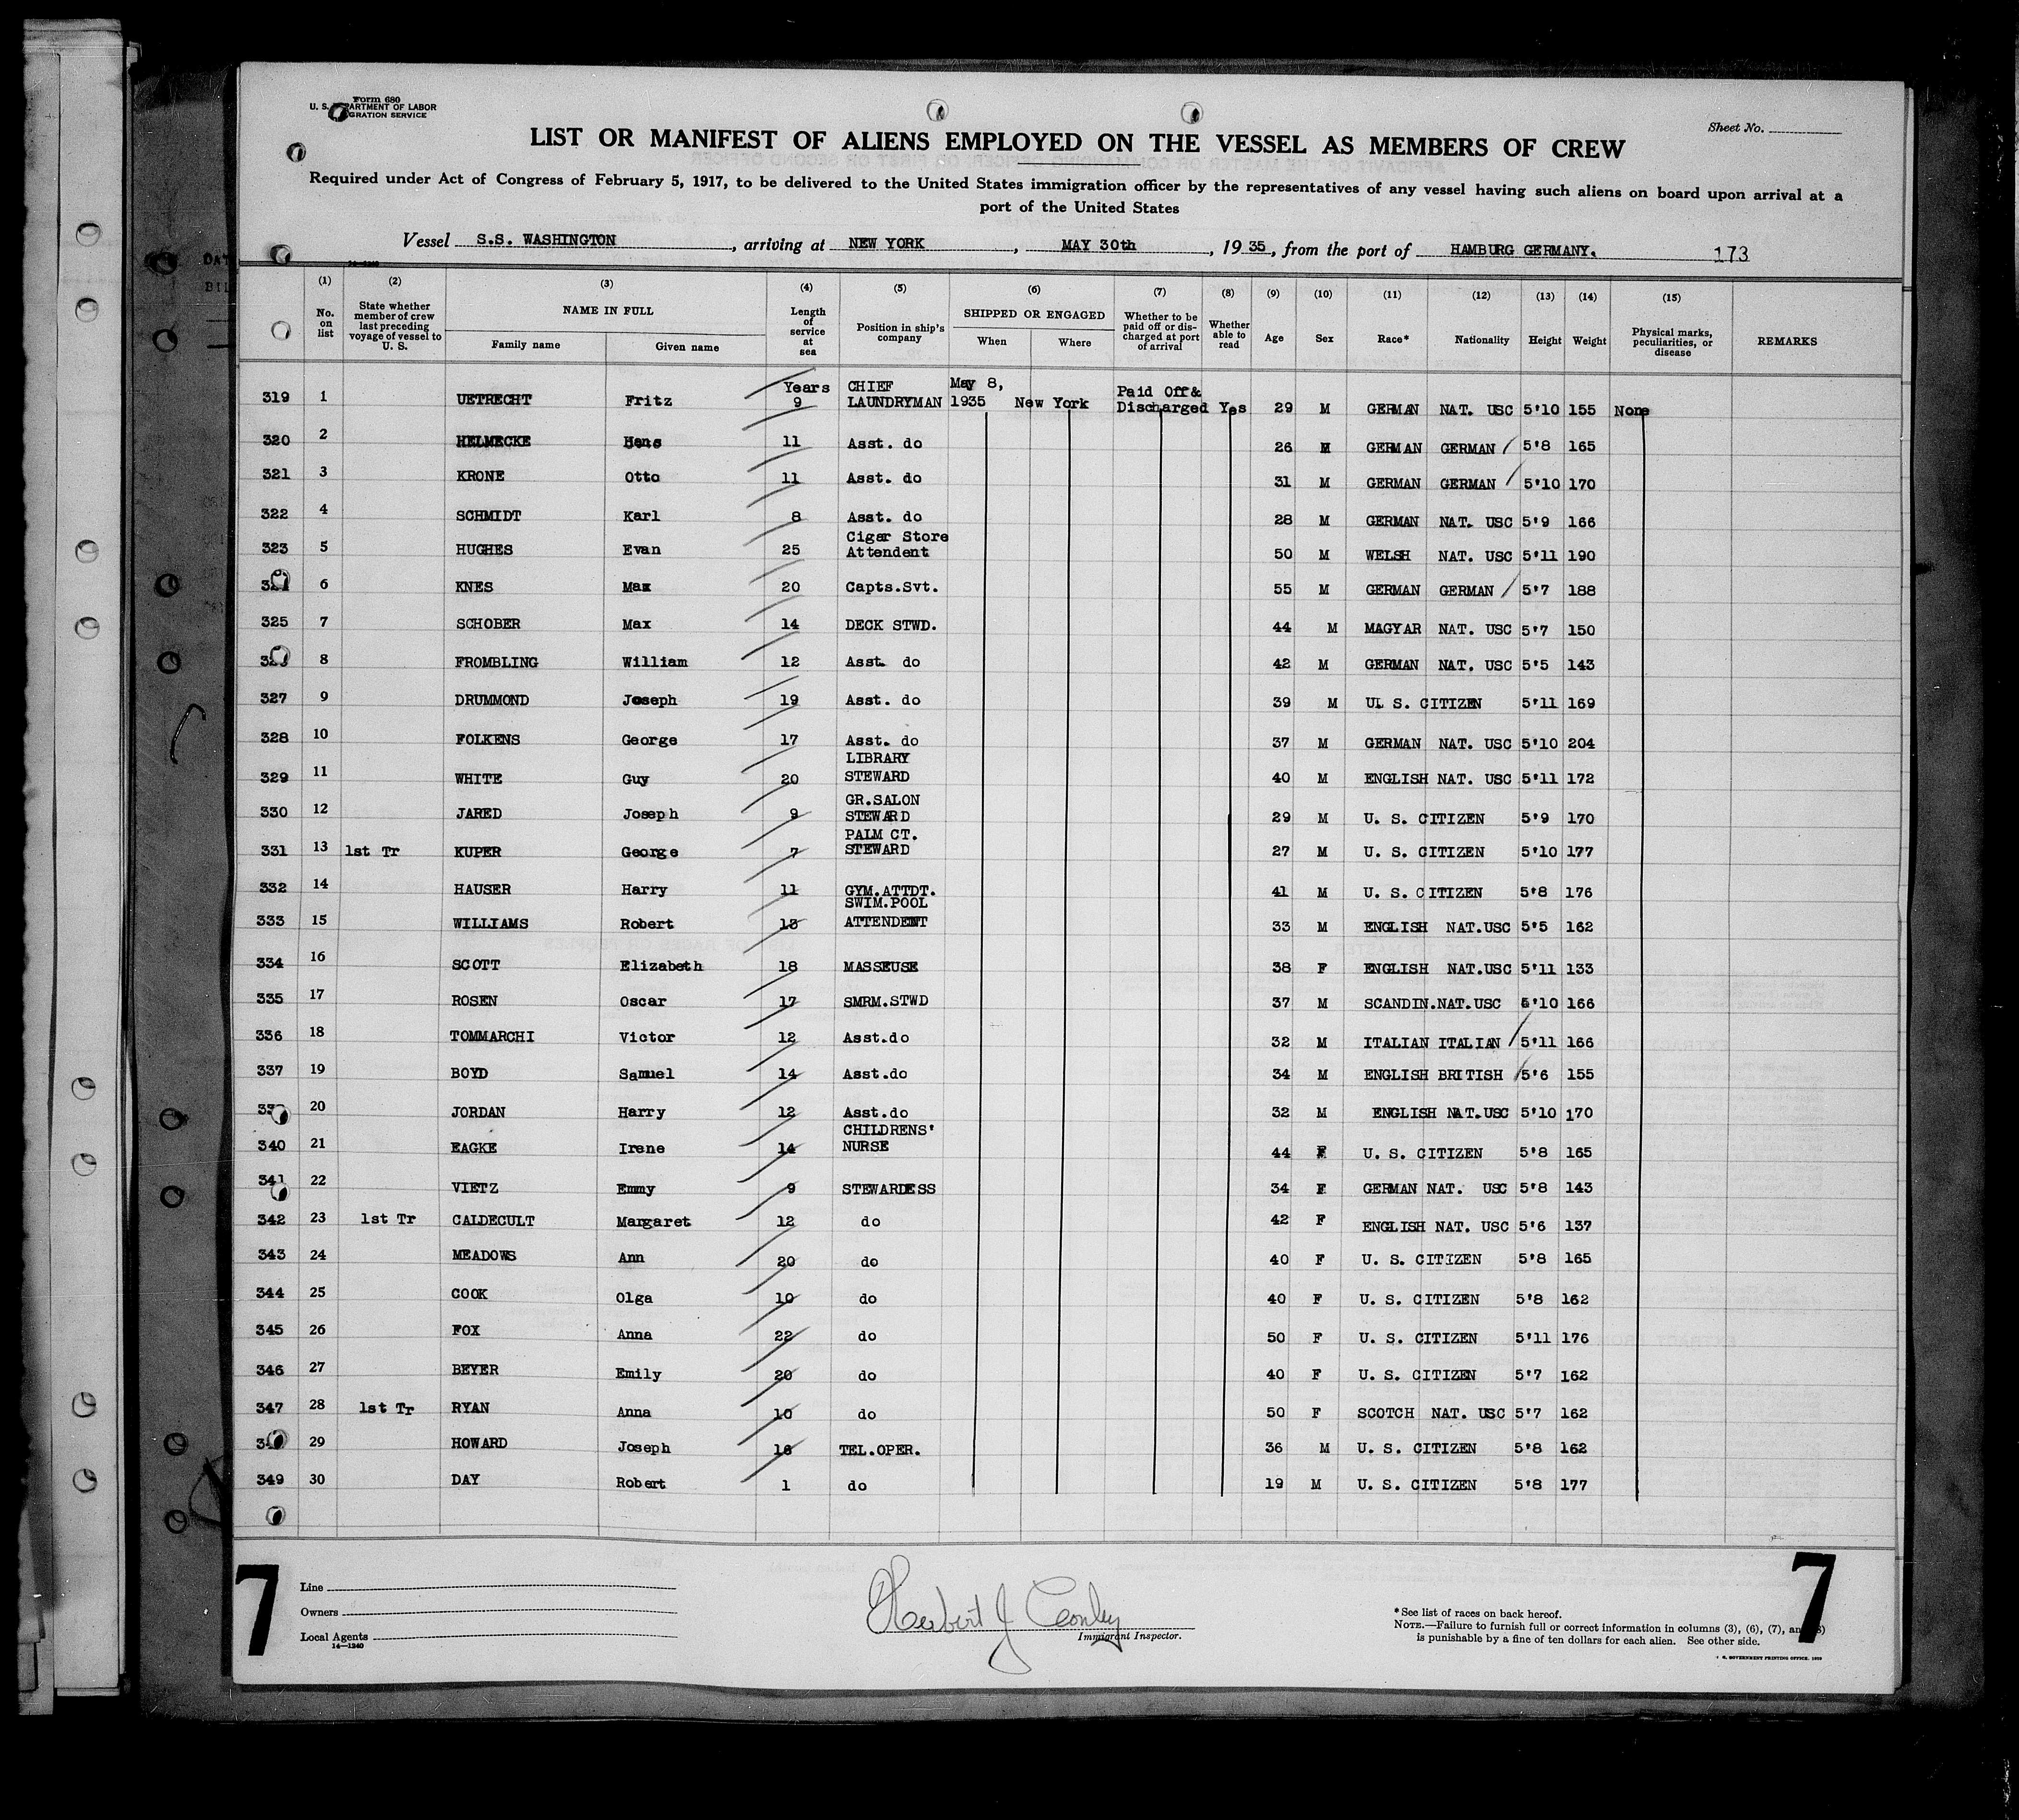 Form 680
U. S. DEPARTMENT OF LABOR
GRATION SERVICE
Sheet No.
LIST OR MANIFEST OF ALIENS EMPLOYED ON THE VESSEL AS MEMBERS OF CREW
Required under Act of Congress of February 5, 1917, to be delivered to the United States immigration officer by the representatives of any vessel having such aliens on board upon arrival at a
port of the United States
Vessel S.S. WASHINGTON, arriving at NEW YORK, MAY 30th, 1935, from the port of HAMBURG GERMANY. 173
14-1240
(1) (2) (3) (4) (5) (6) (7) (8) (9) (10) (11) (12) (13) (14) (15)
No. on list State whether member of crew last preceding voyage of vessel to U. S. NAME IN FULL Family name Given name Length of service at sea Position in ship's company SHIPPED OR ENGAGED When Where Whether to be paid off or discharged at port of arrival Whether able to read Age Sex Race* Nationality Height Weight Physical marks, peculiarities, or disease REMARKS
319 1 UETRECHT Fritz Years 9 CHIEF LAUNDRYMAN May 8, 1935 New York Paid Off& Discharged Yes 29 M GERMAN NAT. USC 5'10 155 None
320 2 HELMECKE Hans 11 Asst. do 26 M GERMAN GERMAN 5'8 165
321 3 KRONE Otto 11 Asst. do 31 M GERMAN GERMAN 5'10 170
322 4 SCHMIDT Karl 8 Asst. do 28 M GERMAN NAT. USC 5'9 166
323 5 HUGHES Evan 25 Cigar Store Attendent 50 M WELSH NAT. USC 5'11 190
6 KNES Max 20 Capts.Svt. 55 M GERMAN GERMAN 5'7 188
325 7 SCHOBER Max 14 DECK STWD. 44 M MAGYAR NAT. USC 5'7 150
8 FROMBLING William 12 Asst. do 42 M GERMAN NAT. USC 5'5 143
327 9 DRUMMOND Joseph 19 Asst. do 39 M UL S. CITIZEN 5'11 169
328 10 FOLKENS George 17 Asst. do 37 M GERMAN NAT. USC 5'10 204
329 11 WHITE Guy 20 LIBRARY STEWARD 40 M ENGLISH NAT. USC 5'11 172
330 12 JARED Joseph 9 GR.SALON STEWARD 29 M U. S. CITIZEN 5'9 170
331 13 1st Tr KUPER George 7 PALM CT. STEWARD 27 M U. S. CITIZEN 5'10 177
332 14 HAUSER Harry 11 GYM.ATTDT. 41 M U. S. CITIZEN 5'8 176
333 15 WILLIAMS Robert SWIM.POOL ATTENDENT 33 M ENGLISH NAT.USC 5'5 162
334 16 SCOTT Elizabeth 18 MASSEUSE 38 F ENGLISH NAT.USC 5'11 133
335 17 ROSEN Oscar 17 SMRM.STWD 37 M SCANDIN.NAT.USC 5'10 166
336 18 TOMMARCHI Victor 12 Asst.do 32 M ITALIAN ITALIAN 5'11 166
337 19 BOYD Samuel 14 Asst.do 34 M ENGLISH BRITISH 5'6 155
20 JORDAN Harry 12 Asst.do 32 M ENGLISH NAT.USC 5'10 170
340 21 EAGKE Irene 14 CHILDRENS' NURSE 44 F U. S. CITIZEN 5'8 165
341 22 VIETZ Emmy 9 STEWARDESS 34 F GERMAN NAT. USC 5'8 143
342 23 1st Tr CALDECULT Margaret 12 do 42 F ENGLISH NAT. USC 5'6 137
343 24 MEADOWS Ann 20 do 40 F U. S. CITIZEN 5'8 165
344 25 COOK Olga 10 do 40 F U. S. CITIZEN 5'8 162
345 26 FOX Anna 22 do 50 F U. S. CITIZEN 5'11 176
346 27 BEYER Emily 20 do 40 F U. S. CITIZEN 5'7 162
347 28 1st Tr RYAN Anna 10 do 50 F SCOTCH NAT. USC 5'7 162
29 HOWARD Joseph 16 TEL.OPER. 36 M U. S. CITIZEN 5'8 162
349 30 DAY Robert 1 do 19 M U. S. CITIZEN 5'8 177
7 7
Line
Owners
Local Agents
14-1240
Herbert J Conley
Immigrant Inspector.
*See list of races on back hereof.
NOTE.—Failure to furnish full or correct information in columns (3), (6), (7), and
is punishable by a fine of ten dollars for each alien. See other side.
GOVERNMENT PRINTING OFFICE.